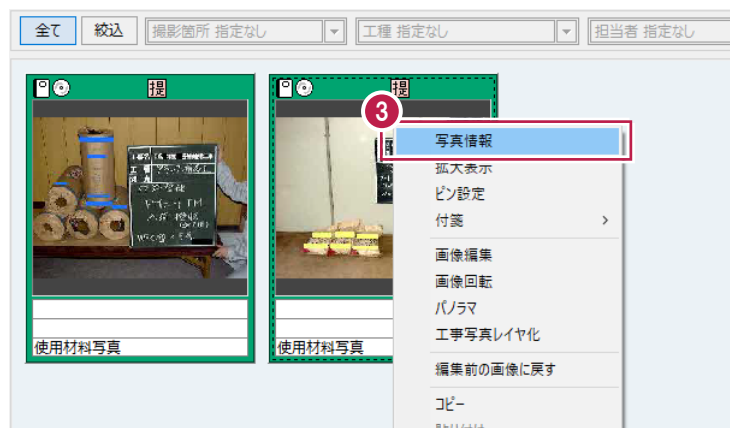 全て 絞込 撮影箇所 指定なし 工種 指定なし 担当者 指定なし
提 提
3
写真情報
拡大表示
ピン設定
付箋
画像編集
画像回転
パノラマ
工事写真レイヤ化
編集前の画像に戻す
コピー
使用材料写真 使用材料写真